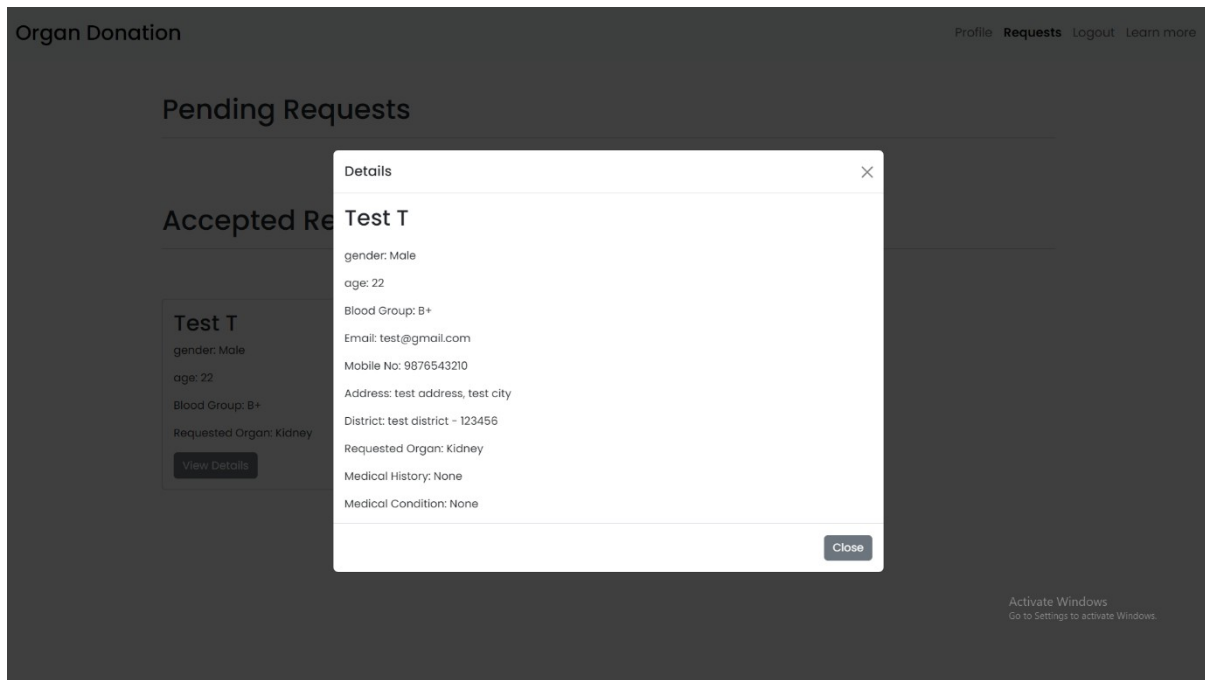 Organ Donation
Profile Requests Logout Learn more
Pending Requests
Accepted Re
Test T
gender: Male
age: 22
Blood Group: B+
Requested Organ: Kidney
View Details
Details
Test T
gender: Male
age: 22
Blood Group: B+
Email: test@gmail.com
Mobile No: 9876543210
Address: test address, test city
District: test district - 123456
Requested Organ: Kidney
Medical History: None
Medical Condition: None
Close
Activate Windows
Go to Settings to activate Windows.